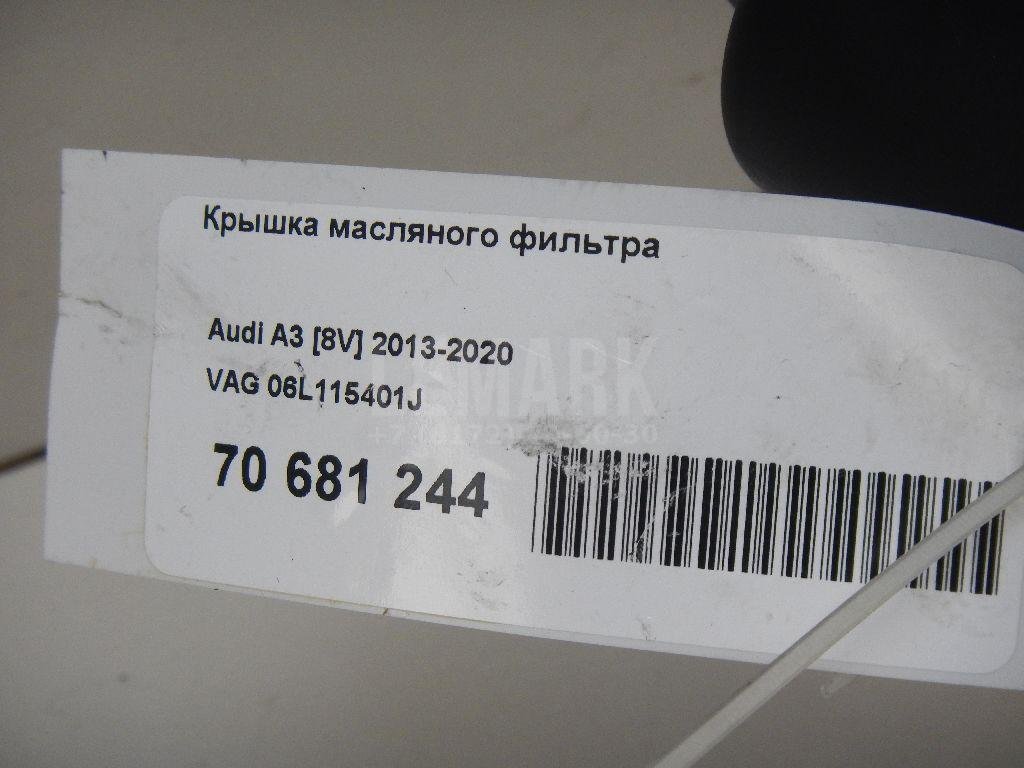 Крышка масляного фильтра
Audi A3 [8V] 2013-2020
VAG 06L115401J
70 681 244